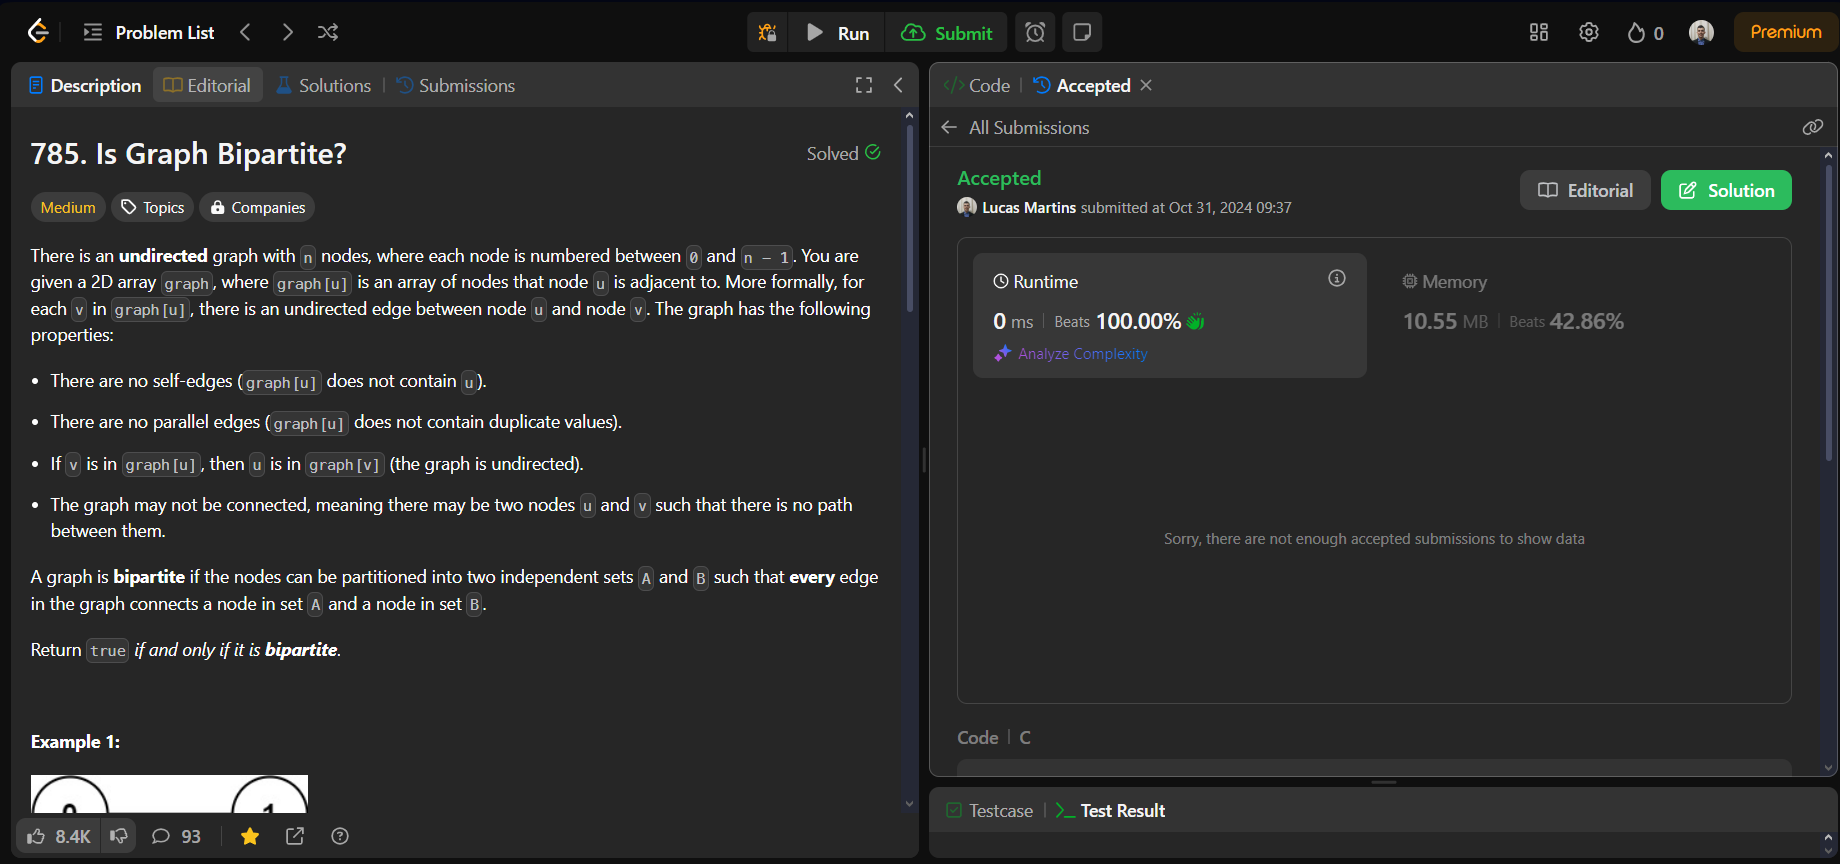 Problem List
Run
Submit
0
Premium
Description
Editorial
Solutions
Submissions
Code
Accepted
All Submissions
785. Is Graph Bipartite?
Solved
Medium
Topics
Companies
There is an undirected graph with n nodes, where each node is numbered between 0 and n - 1. You are
given a 2D array graph, where graph[u] is an array of nodes that node u is adjacent to. More formally, for
each v in graph[u], there is an undirected edge between node u and node v. The graph has the following
properties:
• There are no self-edges (graph[u] does not contain u).
• There are no parallel edges (graph[u] does not contain duplicate values).
• If v is in graph[u], then u is in graph[v] (the graph is undirected).
• The graph may not be connected, meaning there may be two nodes u and v such that there is no path
between them.
A graph is bipartite if the nodes can be partitioned into two independent sets A and B such that every edge
in the graph connects a node in set A and a node in set B.
Return true if and only if it is bipartite.
Example 1:
0 1
8.4K
93
Accepted
Lucas Martins submitted at Oct 31, 2024 09:37
Editorial
Solution
Runtime
0 ms | Beats 100.00%
Analyze Complexity
Memory
10.55 MB | Beats 42.86%
Sorry, there are not enough accepted submissions to show data
Code | C
Testcase
Test Result